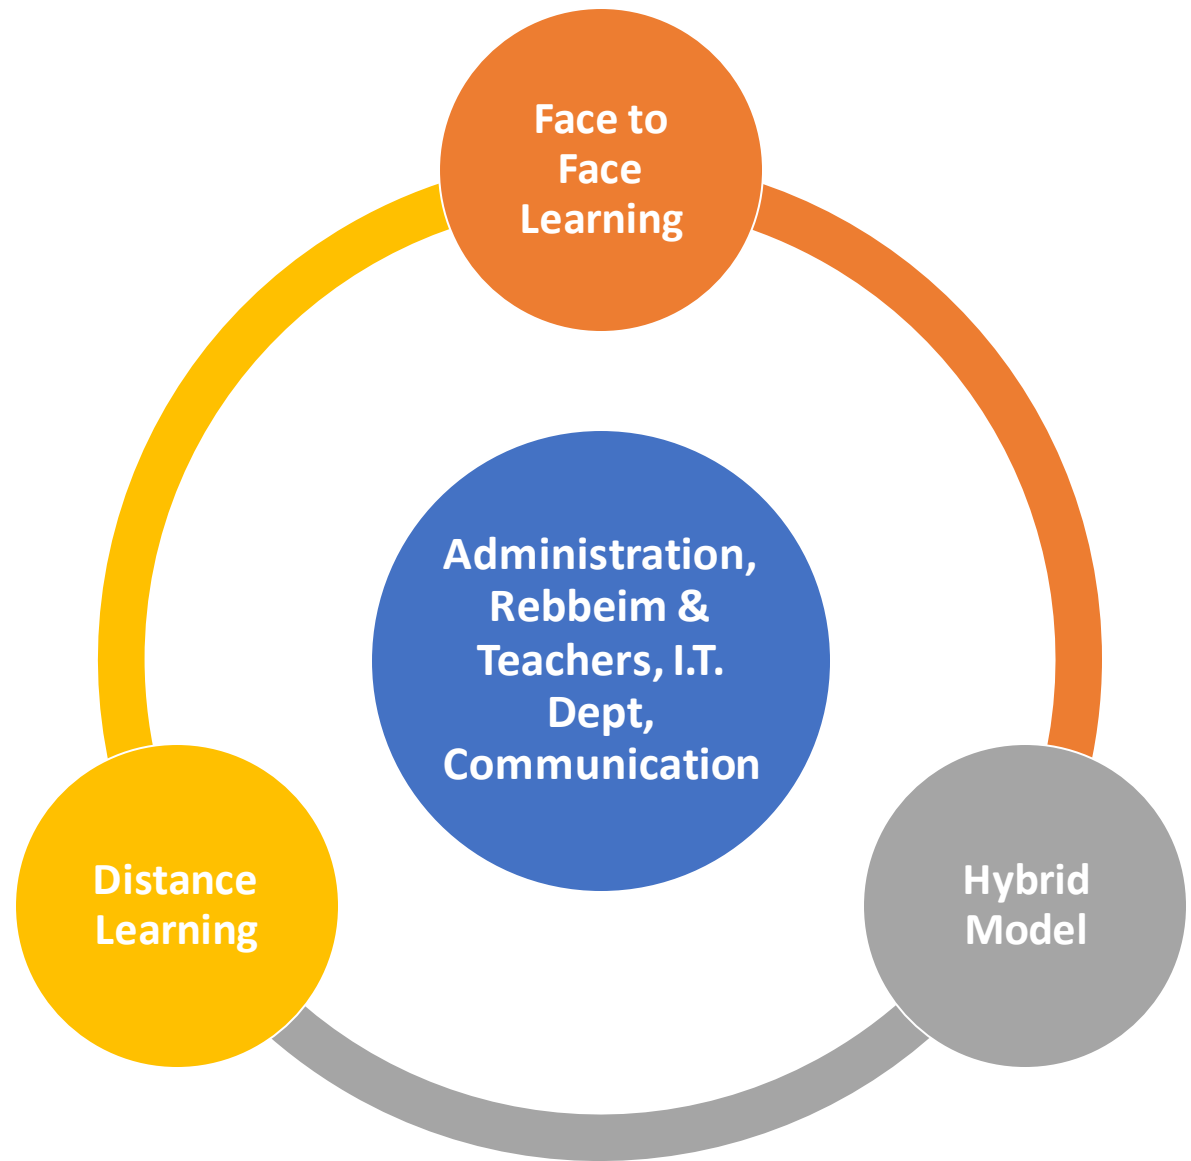 Face to
Face
Learning
Administration,
Rebbeim &
Teachers, I.T.
Dept,
Communication
Distance
Learning
Hybrid
Model